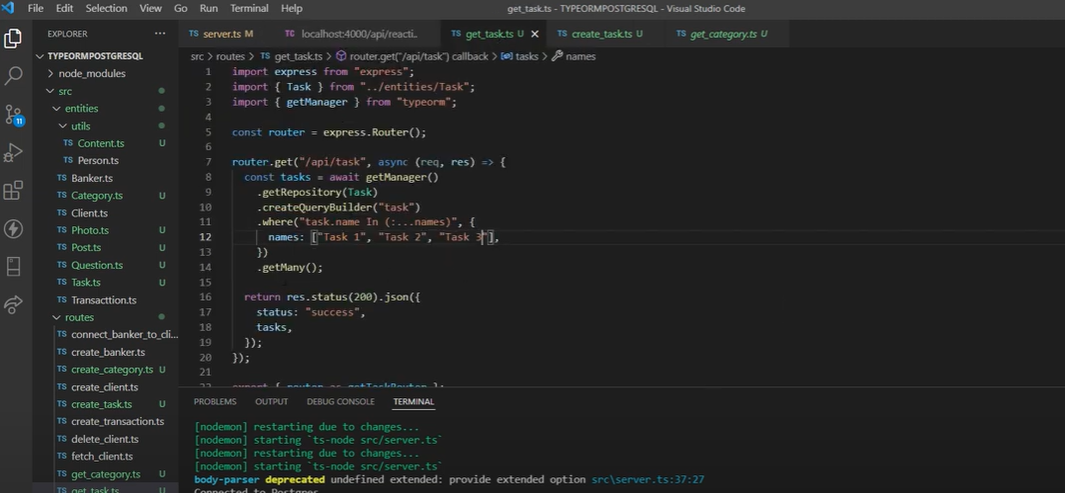 File Edit Selection View Go Run Terminal Help
get_task.ts - TYPEORMPOSTGRESQL - Visual Studio Code
EXPLORER ...
TS server.ts M
localhost:4000/api/reacti...
TS get_task.ts U
TS create_task.ts U
TS get_category.ts U
src > routes > TS get_task.ts > router.get("/api/task") callback > tasks > names
TYPEORMPOSTGRESQL
node_modules
src
entities
utils
TS Content.ts U
TS Person.ts
TS Banker.ts
TS Category.ts U
TS Client.ts
TS Photo.ts U
TS Post.ts U
TS Question.ts U
TS Task.ts U
TS Transacttion.ts
routes
TS connect_banker_to_cli...
TS create_banker.ts
TS create_category.ts U
TS create_client.ts
TS create_task.ts U
TS create_transaction.ts
TS delete_client.ts
TS fetch_client.ts
TS get_category.ts U
TS get_task.ts U
11
1 import express from "express";
2 import { Task } from "../entities/Task";
3 import { getManager } from "typeorm";
4
5 const router = express.Router();
6
7 router.get("/api/task", async (req, res) => {
8 const tasks = await getManager()
9 .getRepository(Task)
10 .createQueryBuilder("task")
11 .where("task.name In (:...names)", {
12 names: ["Task 1", "Task 2", "Task 3"],
13 })
14 .getMany();
15
16 return res.status(200).json({
17 status: "success",
18 tasks,
19 });
20 });
21
22 export { router as getTaskRouter };
PROBLEMS OUTPUT DEBUG CONSOLE TERMINAL
[nodemon] restarting due to changes...
[nodemon] starting `ts-node src/server.ts`
[nodemon] restarting due to changes...
[nodemon] starting `ts-node src/server.ts`
body-parser deprecated undefined extended: provide extended option src\server.ts:37:27
Connected to Postgres